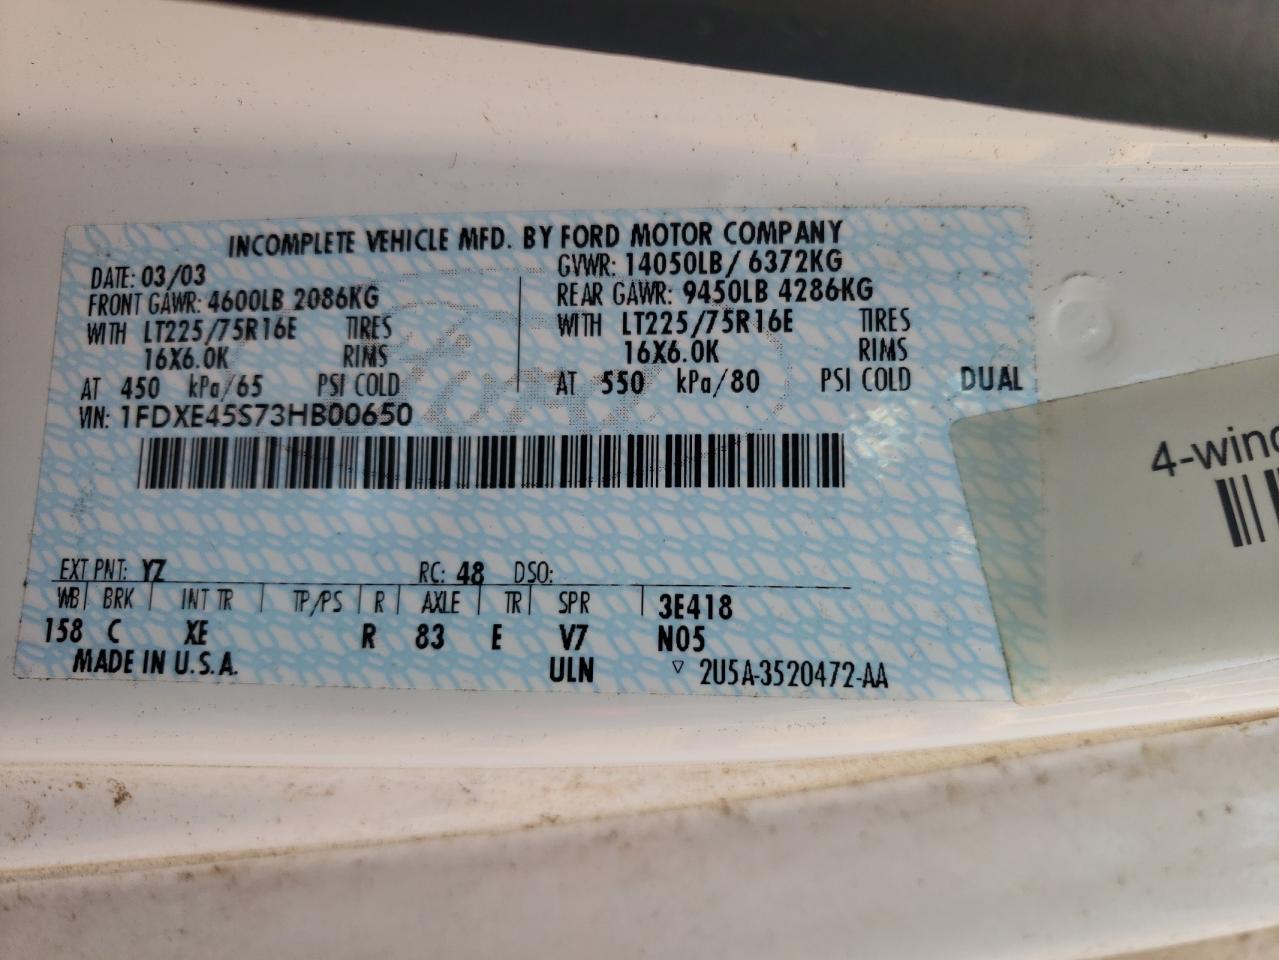 INCOMPLETE VEHICLE MFD. BY FORD MOTOR COMPANY
DATE: 03/03
GVWR: 14050LB/ 6372KG
FRONT GAWR: 4600LB 2086KG
REAR GAWR: 9450LB 4286KG
WITH LT225/75R16E TIRES
WITH LT225/75R16E TIRES
16X6.0K RIMS
16X6.0K RIMS
AT 450 kPa/65 PSI COLD
AT 550 kPa/80 PSI COLD DUAL
VIN: 1FDXE45S73HB00650
4-wind
EXT PNT: YZ RC: 48 DSO:
WB BRK INT TR TP/PS R AXLE TR SPR 3E418
158 C XE R 83 E V7 N05
MADE IN U.S.A. ULN ▽ 2U5A-3520472-AA